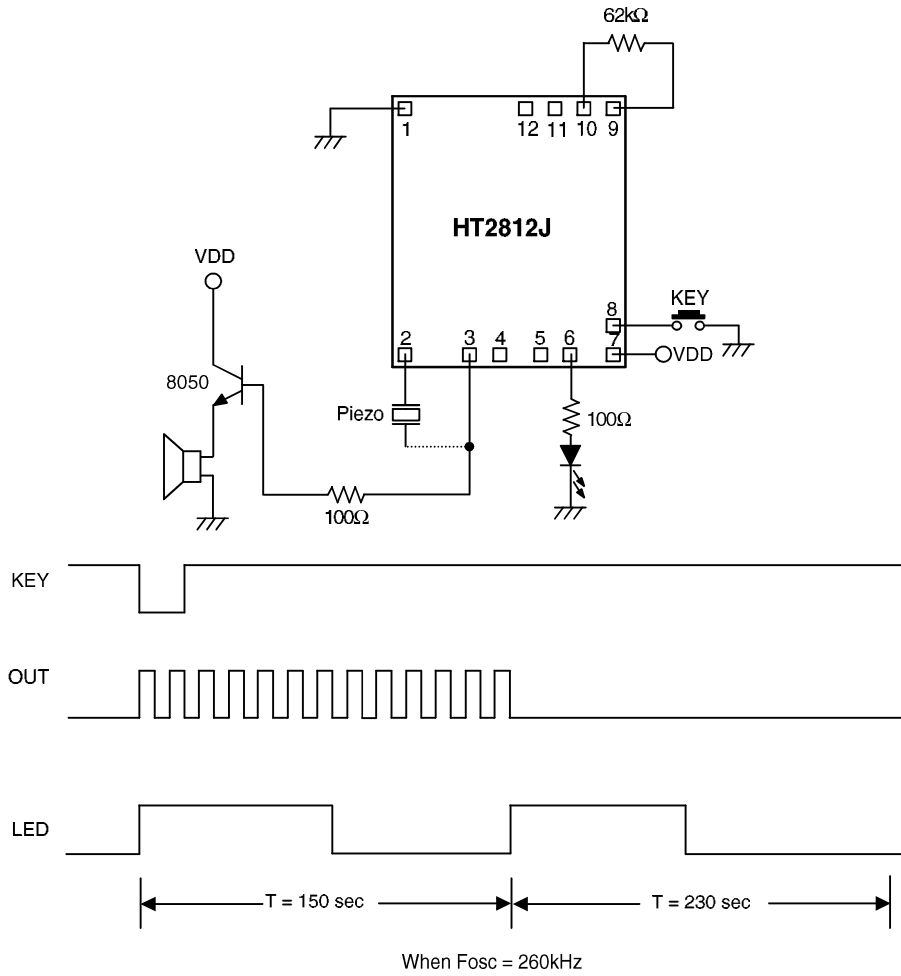 62kΩ
1
12 11 10 9
HT2812J
VDD
8 KEY
2 3 4 5 6 7
VDD
8050
Piezo
100Ω
100Ω
KEY
OUT
LED
T = 150 sec T = 230 sec
When Fosc = 260kHz